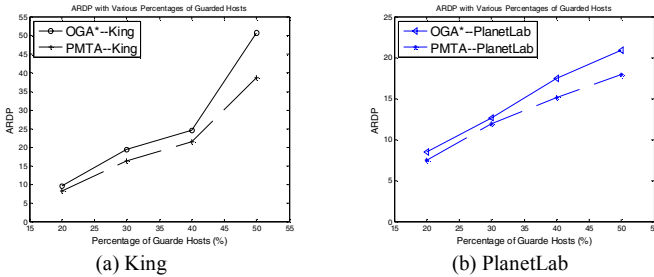 ARDP with Various Percentages of Guarded Hosts
55
50
45
40
35
30
25
20
15
10
5
0
ARDP
OGA*--King
PMTA--King
15 20 25 30 35 40 45 50 55
Percentage of Guarde Hosts (%)
(a) King
ARDP with Various Percentages of Guarded Hosts
25
20
15
10
5
0
ARDP
OGA*--PlanetLab
PMTA--PlanetLab
15 20 25 30 35 40 45 50 55
Percentage of Guarde Hosts (%)
(b) PlanetLab